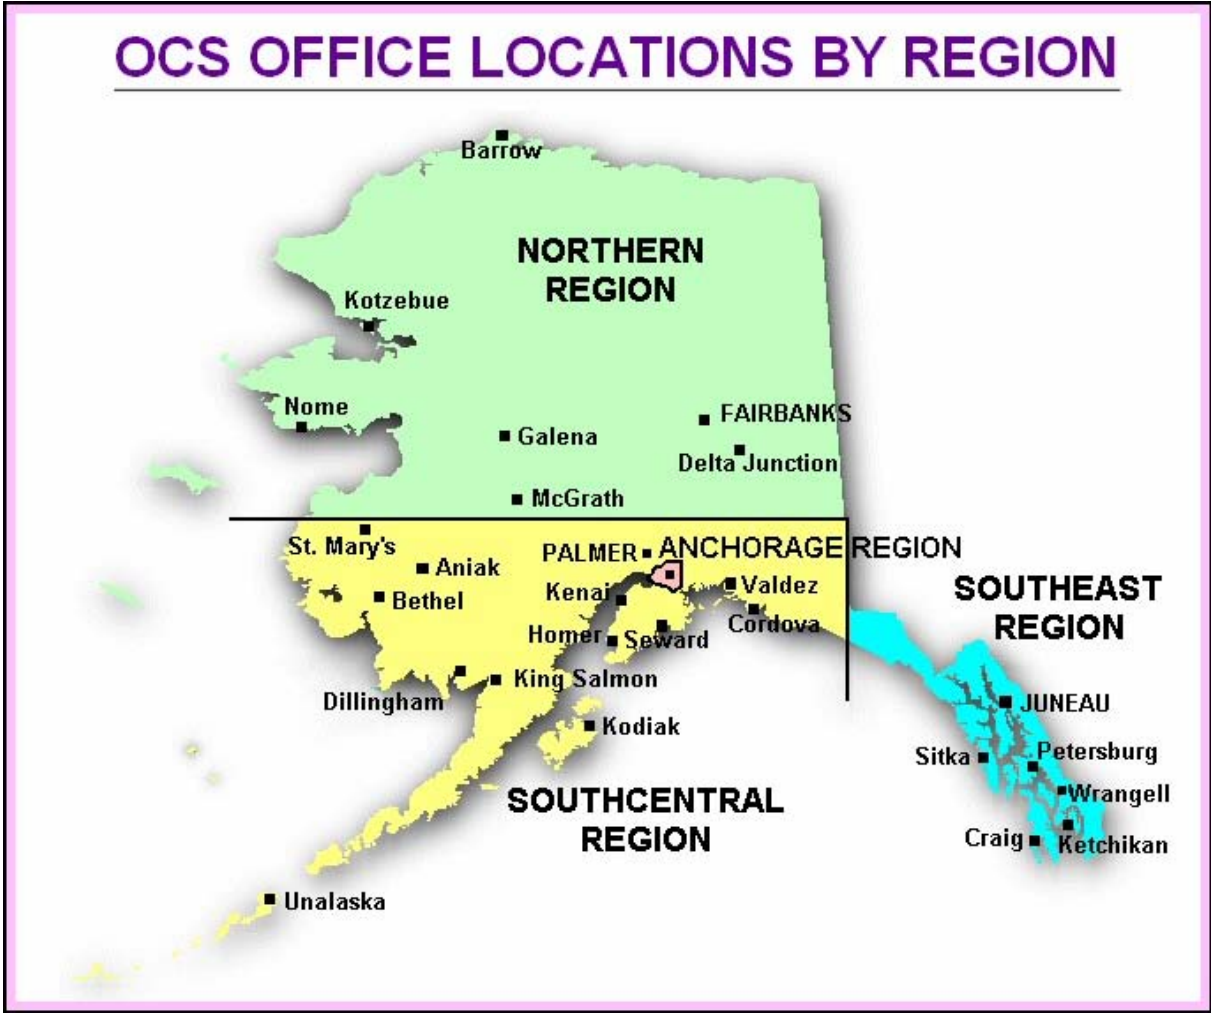 OCS OFFICE LOCATIONS BY REGION
Barrow
NORTHERN
REGION
Kotzebue
Nome
FAIRBANKS
Galena
Delta Junction
McGrath
St. Mary's
PALMER
ANCHORAGE REGION
Aniak
Bethel
Kenai
Valdez
SOUTHEAST
REGION
Cordova
Homer
Seward
King Salmon
Dillingham
JUNEAU
Kodiak
Sitka
Petersburg
Wrangell
SOUTHCENTRAL
REGION
Craig
Ketchikan
Unalaska